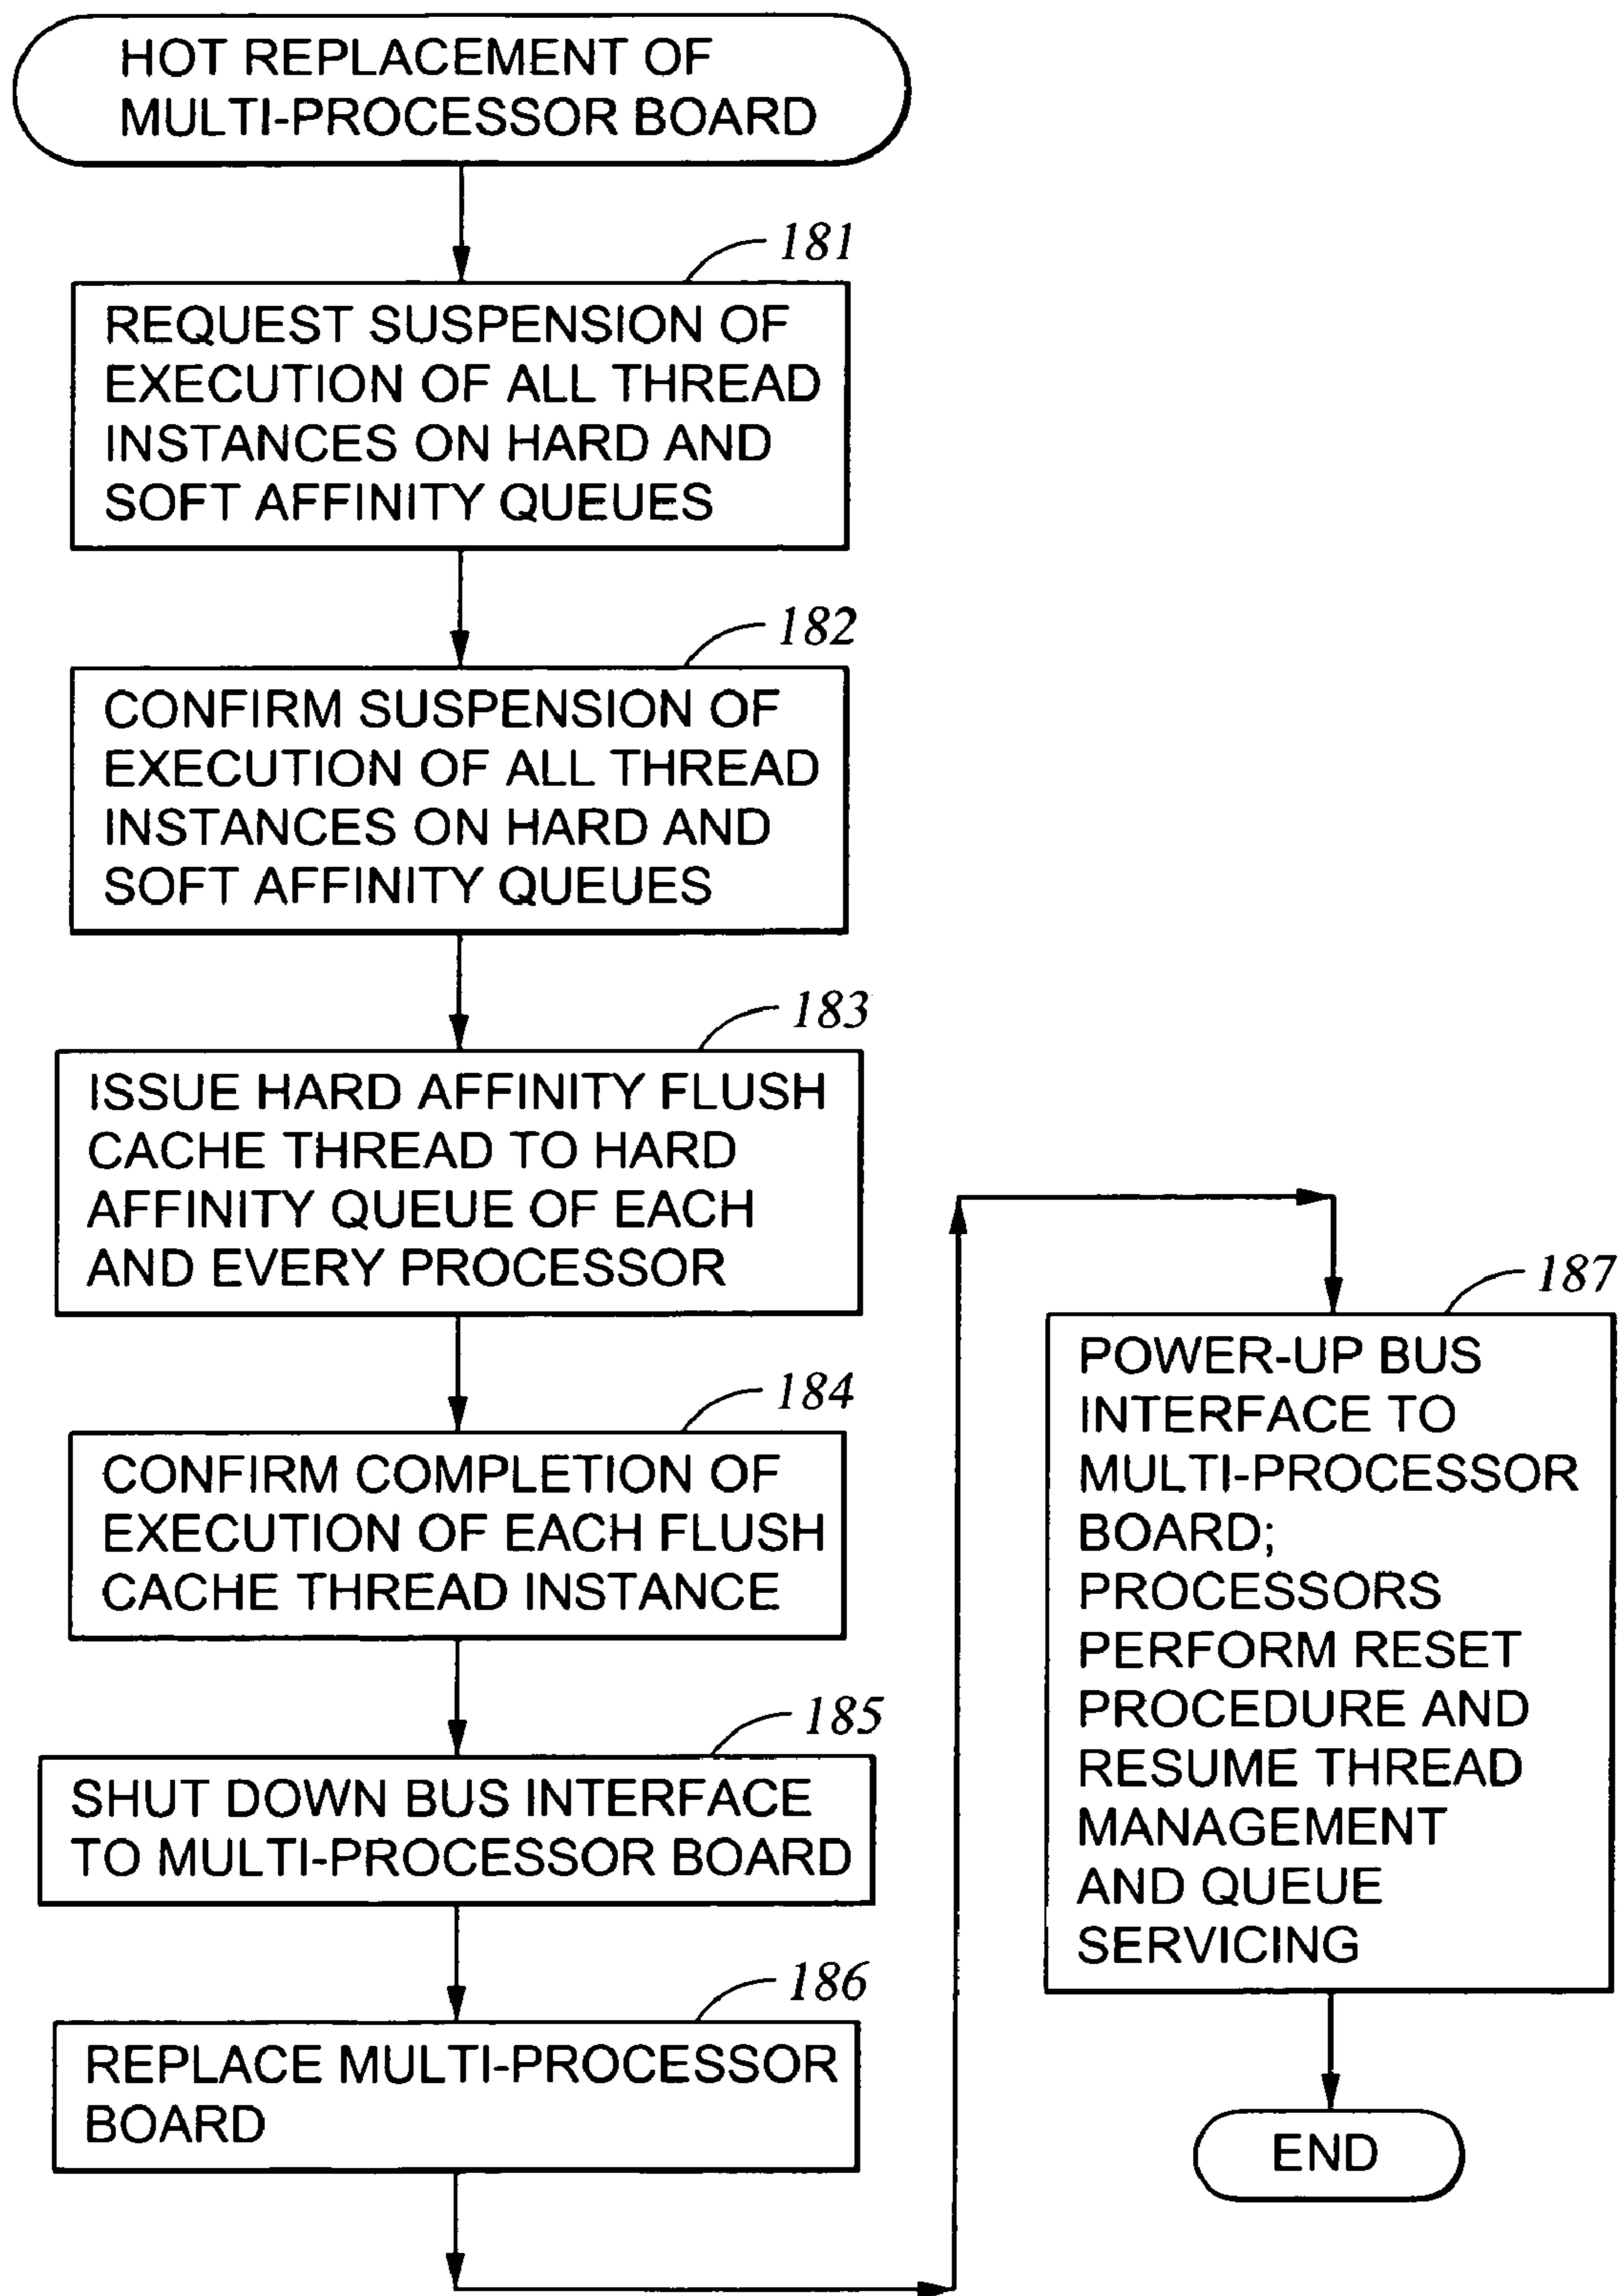 HOT REPLACEMENT OF
MULTI-PROCESSOR BOARD
181
REQUEST SUSPENSION OF
EXECUTION OF ALL THREAD
INSTANCES ON HARD AND
SOFT AFFINITY QUEUES
182
CONFIRM SUSPENSION OF
EXECUTION OF ALL THREAD
INSTANCES ON HARD AND
SOFT AFFINITY QUEUES
183
ISSUE HARD AFFINITY FLUSH
CACHE THREAD TO HARD
AFFINITY QUEUE OF EACH
AND EVERY PROCESSOR
184
CONFIRM COMPLETION OF
EXECUTION OF EACH FLUSH
CACHE THREAD INSTANCE
185
SHUT DOWN BUS INTERFACE
TO MULTI-PROCESSOR BOARD
186
REPLACE MULTI-PROCESSOR
BOARD
187
POWER-UP BUS
INTERFACE TO
MULTI-PROCESSOR
BOARD;
PROCESSORS
PERFORM RESET
PROCEDURE AND
RESUME THREAD
MANAGEMENT
AND QUEUE
SERVICING
END